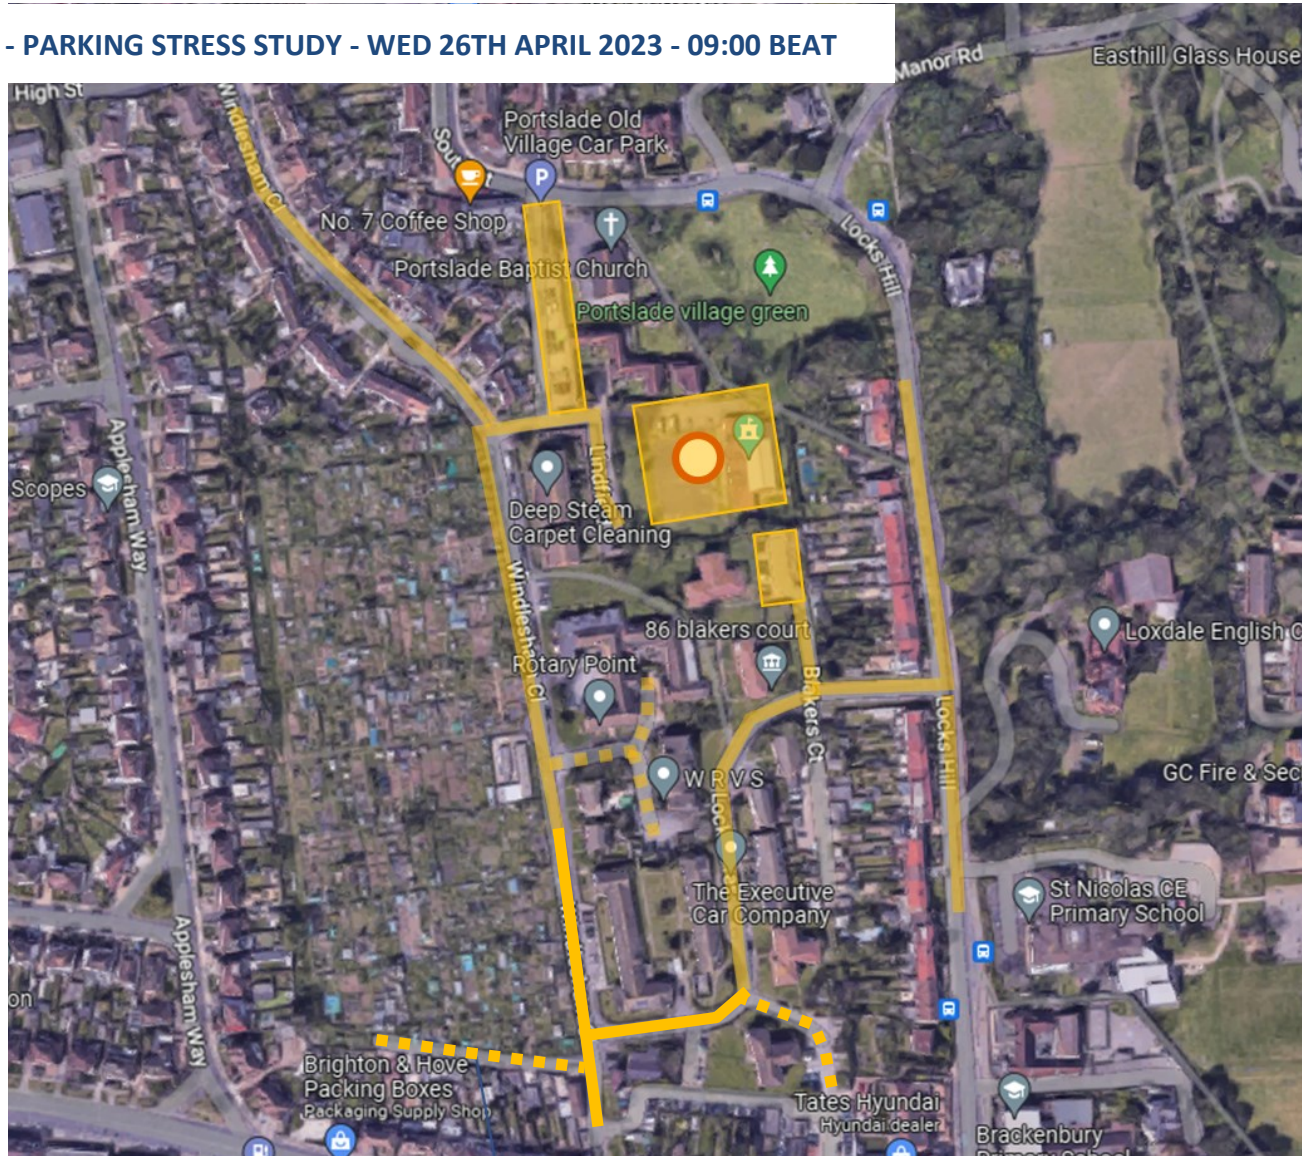 - PARKING STRESS STUDY - WED 26TH APRIL 2023 - 09:00 BEAT
Manor Rd
Easthill Glass House
High St
Windlesham Cl
Portslade Old
Village Car Park
P
No. 7 Coffee Shop
Portslade Baptist Church
Locks Hill
Portslade village green
Applesham Way
Scopes
Deep Steam
Carpet Cleaning
Windlesham Cl
86 blakers court
Loxdale English C
Rotary Point
Blakers Ct
Locks Hill
W R V S
GC Fire & Sec
The Executive
Car Company
St Nicolas CE
Primary School
Applesham Way
on
Brighton & Hove
Packing Boxes
Packaging Supply Shop
Tates Hyundai
Hyundai dealer
Brackenbury